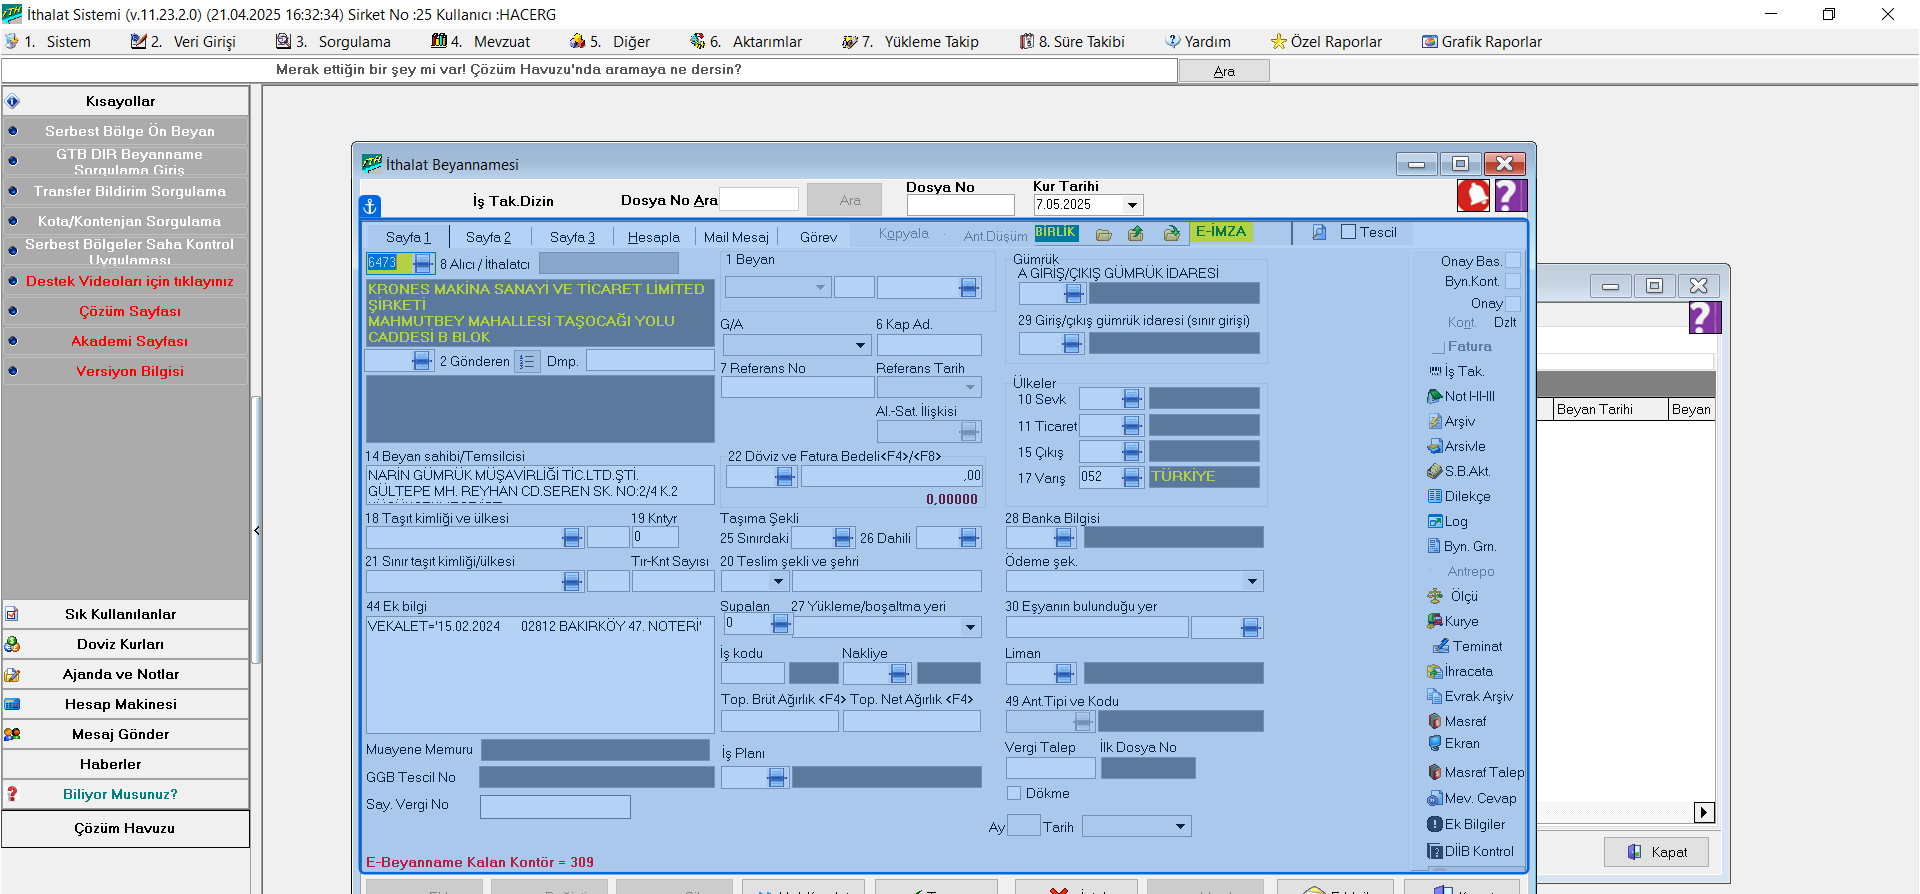 İthalat Sistemi (v.11.23.2.0) (21.04.2025 16:32:34) Sirket No :25 Kullanıcı :HACERG
1. Sistem 2. Veri Girişi 3. Sorgulama 4. Mevzuat 5. Diğer 6. Aktarımlar 7. Yükleme Takip 8. Süre Takibi Yardım Özel Raporlar Grafik Raporlar
Merak ettiğin bir şey mi var! Çözüm Havuzu'nda aramaya ne dersin? Ara
Kısayollar
Serbest Bölge Ön Beyan
GTB DIR Beyanname
Sorgulama Giriş
Transfer Bildirim Sorgulama
Kota/Kontenjan Sorgulama
Serbest Bölgeler Saha Kontrol
Uygulaması
Destek Videoları için tıklayınız
Çözüm Sayfası
Akademi Sayfası
Versiyon Bilgisi
Sık Kullanılanlar
Doviz Kurları
Ajanda ve Notlar
Hesap Makinesi
Mesaj Gönder
Haberler
Biliyor Musunuz?
Çözüm Havuzu
İthalat Beyannamesi
İş Tak.Dizin Dosya No Ara Ara Dosya No Kur Tarihi
7.05.2025
Sayfa 1 Sayfa 2 Sayfa 3 Hesapla Mail Mesaj Görev Kopyala Ant.Düşüm BİRLİK E-İMZA Tescil
6473 8 Alıcı / İthalatcı
KRONES MAKİNA SANAYİ VE TİCARET LİMİTED
ŞİRKETİ
MAHMUTBEY MAHALLESİ TAŞOCAĞI YOLU
CADDESİ B BLOK
2 Gönderen Dmp.
14 Beyan sahibi/Temsilcisi
NARİN GÜMRÜK MÜŞAVİRLİĞİ TİC.LTD.ŞTİ.
GÜLTEPE MH. REYHAN CD.SEREN SK. NO:2/4 K.2
18 Taşıt kimliği ve ülkesi 19 Kntyr
0
21 Sınır taşıt kimliği/ülkesi Tır-Knt Sayısı
44 Ek bilgi
VEKALET='15.02.2024 02812 BAKIRKÖY 47. NOTERİ'
Muayene Memuru
GGB Tescil No
Say. Vergi No
E-Beyanname Kalan Kontör = 309
1 Beyan
G/A 6 Kap Ad.
7 Referans No Referans Tarih
Al.-Sat. İlişkisi
22 Döviz ve Fatura Bedeli<F4>/<F8>
,00
0,00000
Taşıma Şekli
25 Sınırdaki 26 Dahili
20 Teslim şekli ve şehri
Supalan 27 Yükleme/boşaltma yeri
0
İş kodu Nakliye
Top. Brüt Ağırlık <F4> Top. Net Ağırlık <F4>
İş Planı
Gümrük
A GİRİŞ/ÇIKIŞ GÜMRÜK İDARESİ
29 Giriş/çıkış gümrük idaresi (sınır girişi)
Ülkeler
10 Sevk
11 Ticaret
15 Çıkış
17 Varış 052 TÜRKİYE
28 Banka Bilgisi
Ödeme şek.
30 Eşyanın bulunduğu yer
Liman
49 Ant.Tipi ve Kodu
Vergi Talep İlk Dosya No
Dökme
Ay Tarih
Onay Bas.
Byn.Kont.
Onay
Kont. Dzlt
Fatura
İş Tak.
Not I-II-III
Arşiv
Arsivle
S.B.Akt.
Dilekçe
Log
Byn. Grn.
Antrepo
Ölçü
Kurye
Teminat
İhracata
Evrak Arşiv
Masraf
Ekran
Masraf Talep
Mev. Cevap
Ek Bilgiler
DİİB Kontrol
Beyan Tarihi Beyan
Kapat